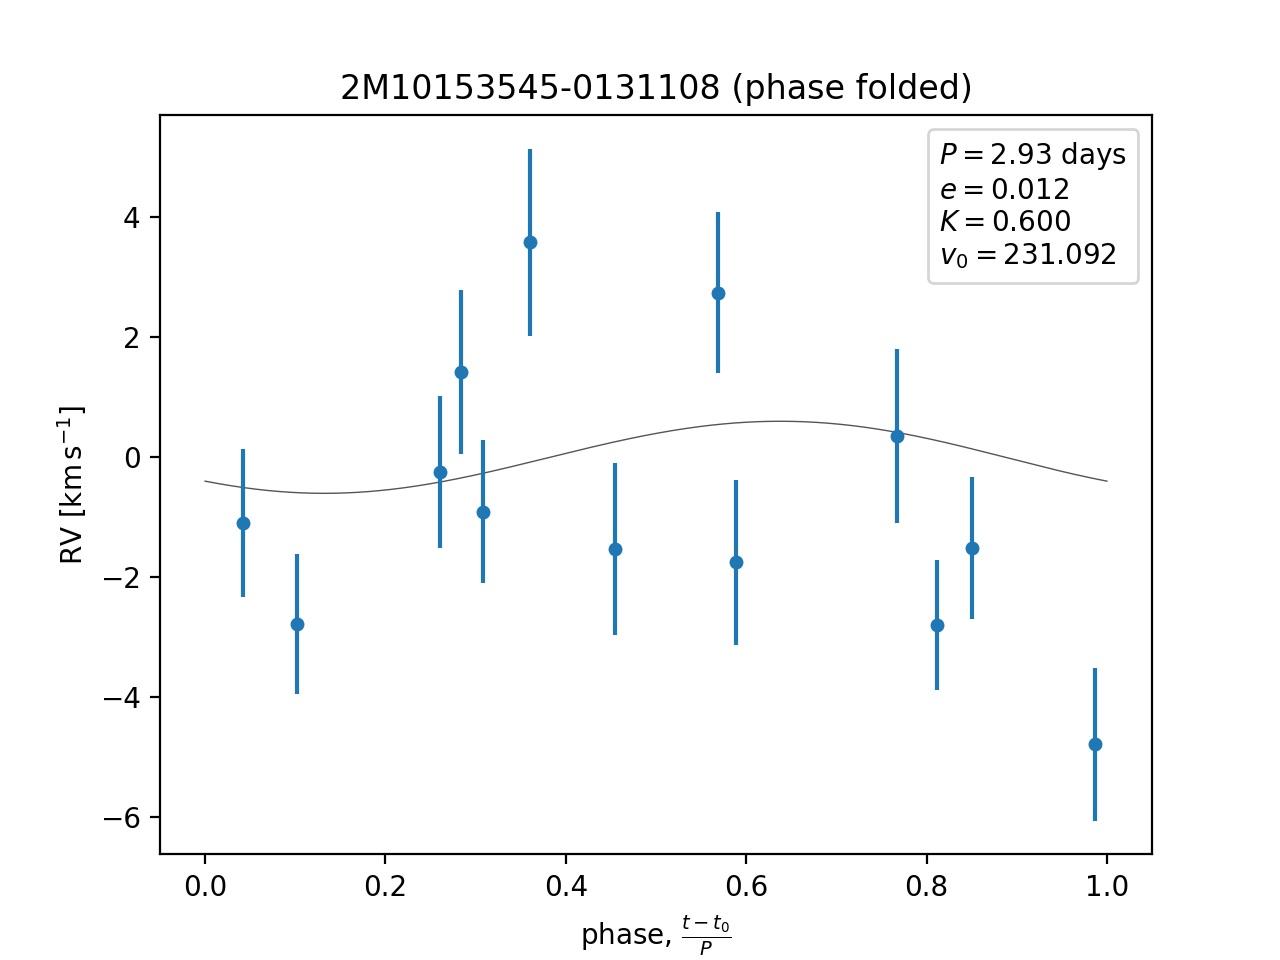 2M10153545-0131108 (phase folded)
P = 2.93 days
e = 0.012
K = 0.600
v₀ = 231.092
RV [km s⁻¹]
4
2
0
−2
−4
−6
0.0 0.2 0.4 0.6 0.8 1.0
phase, (t − t₀)/P